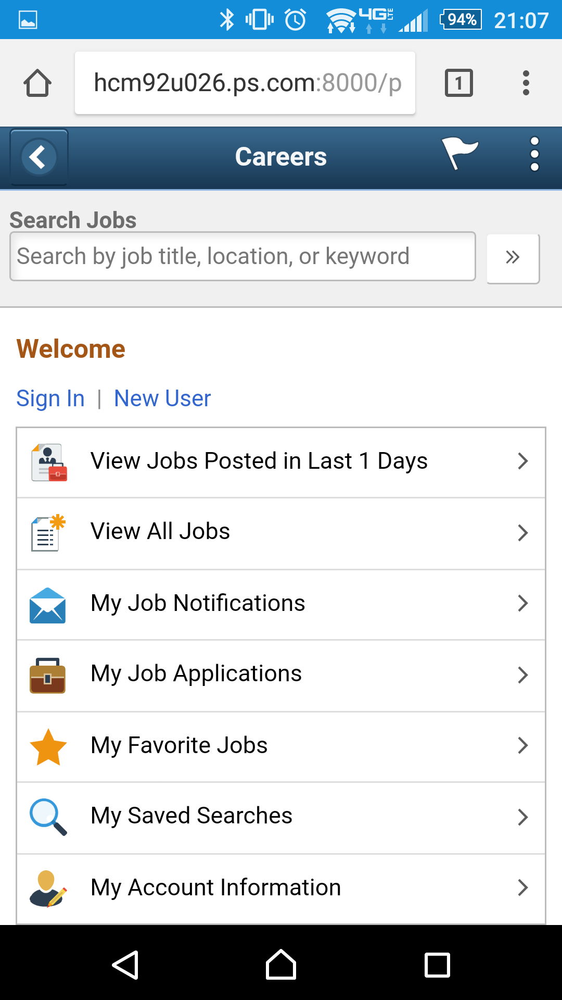 4G LTE 94% 21:07
hcm92u026.ps.com:8000/p
1
Careers
Search Jobs
Search by job title, location, or keyword
Welcome
Sign In | New User
View Jobs Posted in Last 1 Days
View All Jobs
My Job Notifications
My Job Applications
My Favorite Jobs
My Saved Searches
My Account Information